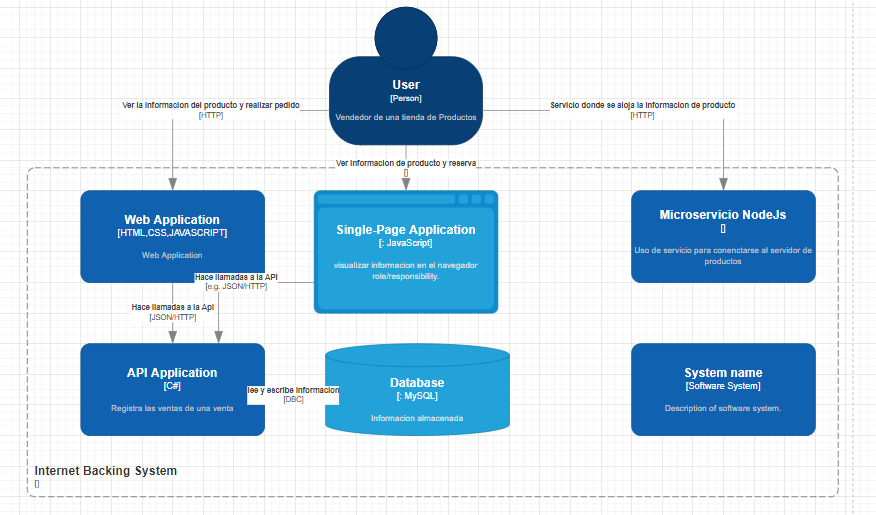 User
[Person]
Vendedor de una tienda de Productos
Ver la informacion del producto y realizar pedido
[HTTP]
Servicio donde se aloja la informacion de producto
[HTTP]
Ver informacion de producto y reserva
[]
Web Application
[HTML,CSS,JAVASCRIPT]
Web Application
Single-Page Application
[: JavaScript]
visualizar informacion en el navegador
role/responsibility.
Microservicio NodeJs
[]
Uso de servicio para conenctarse al servidor de
productos
Hace llamadas a la API
[e.g. JSON/HTTP]
Hace llamadas a la Api
[JSON/HTTP]
API Application
[C#]
Registra las ventas de una venta
lee y escribe informacion
[DBC]
Database
[: MySQL]
Informacion almacenada
System name
[Software System]
Description of software system.
Internet Backing System
[]